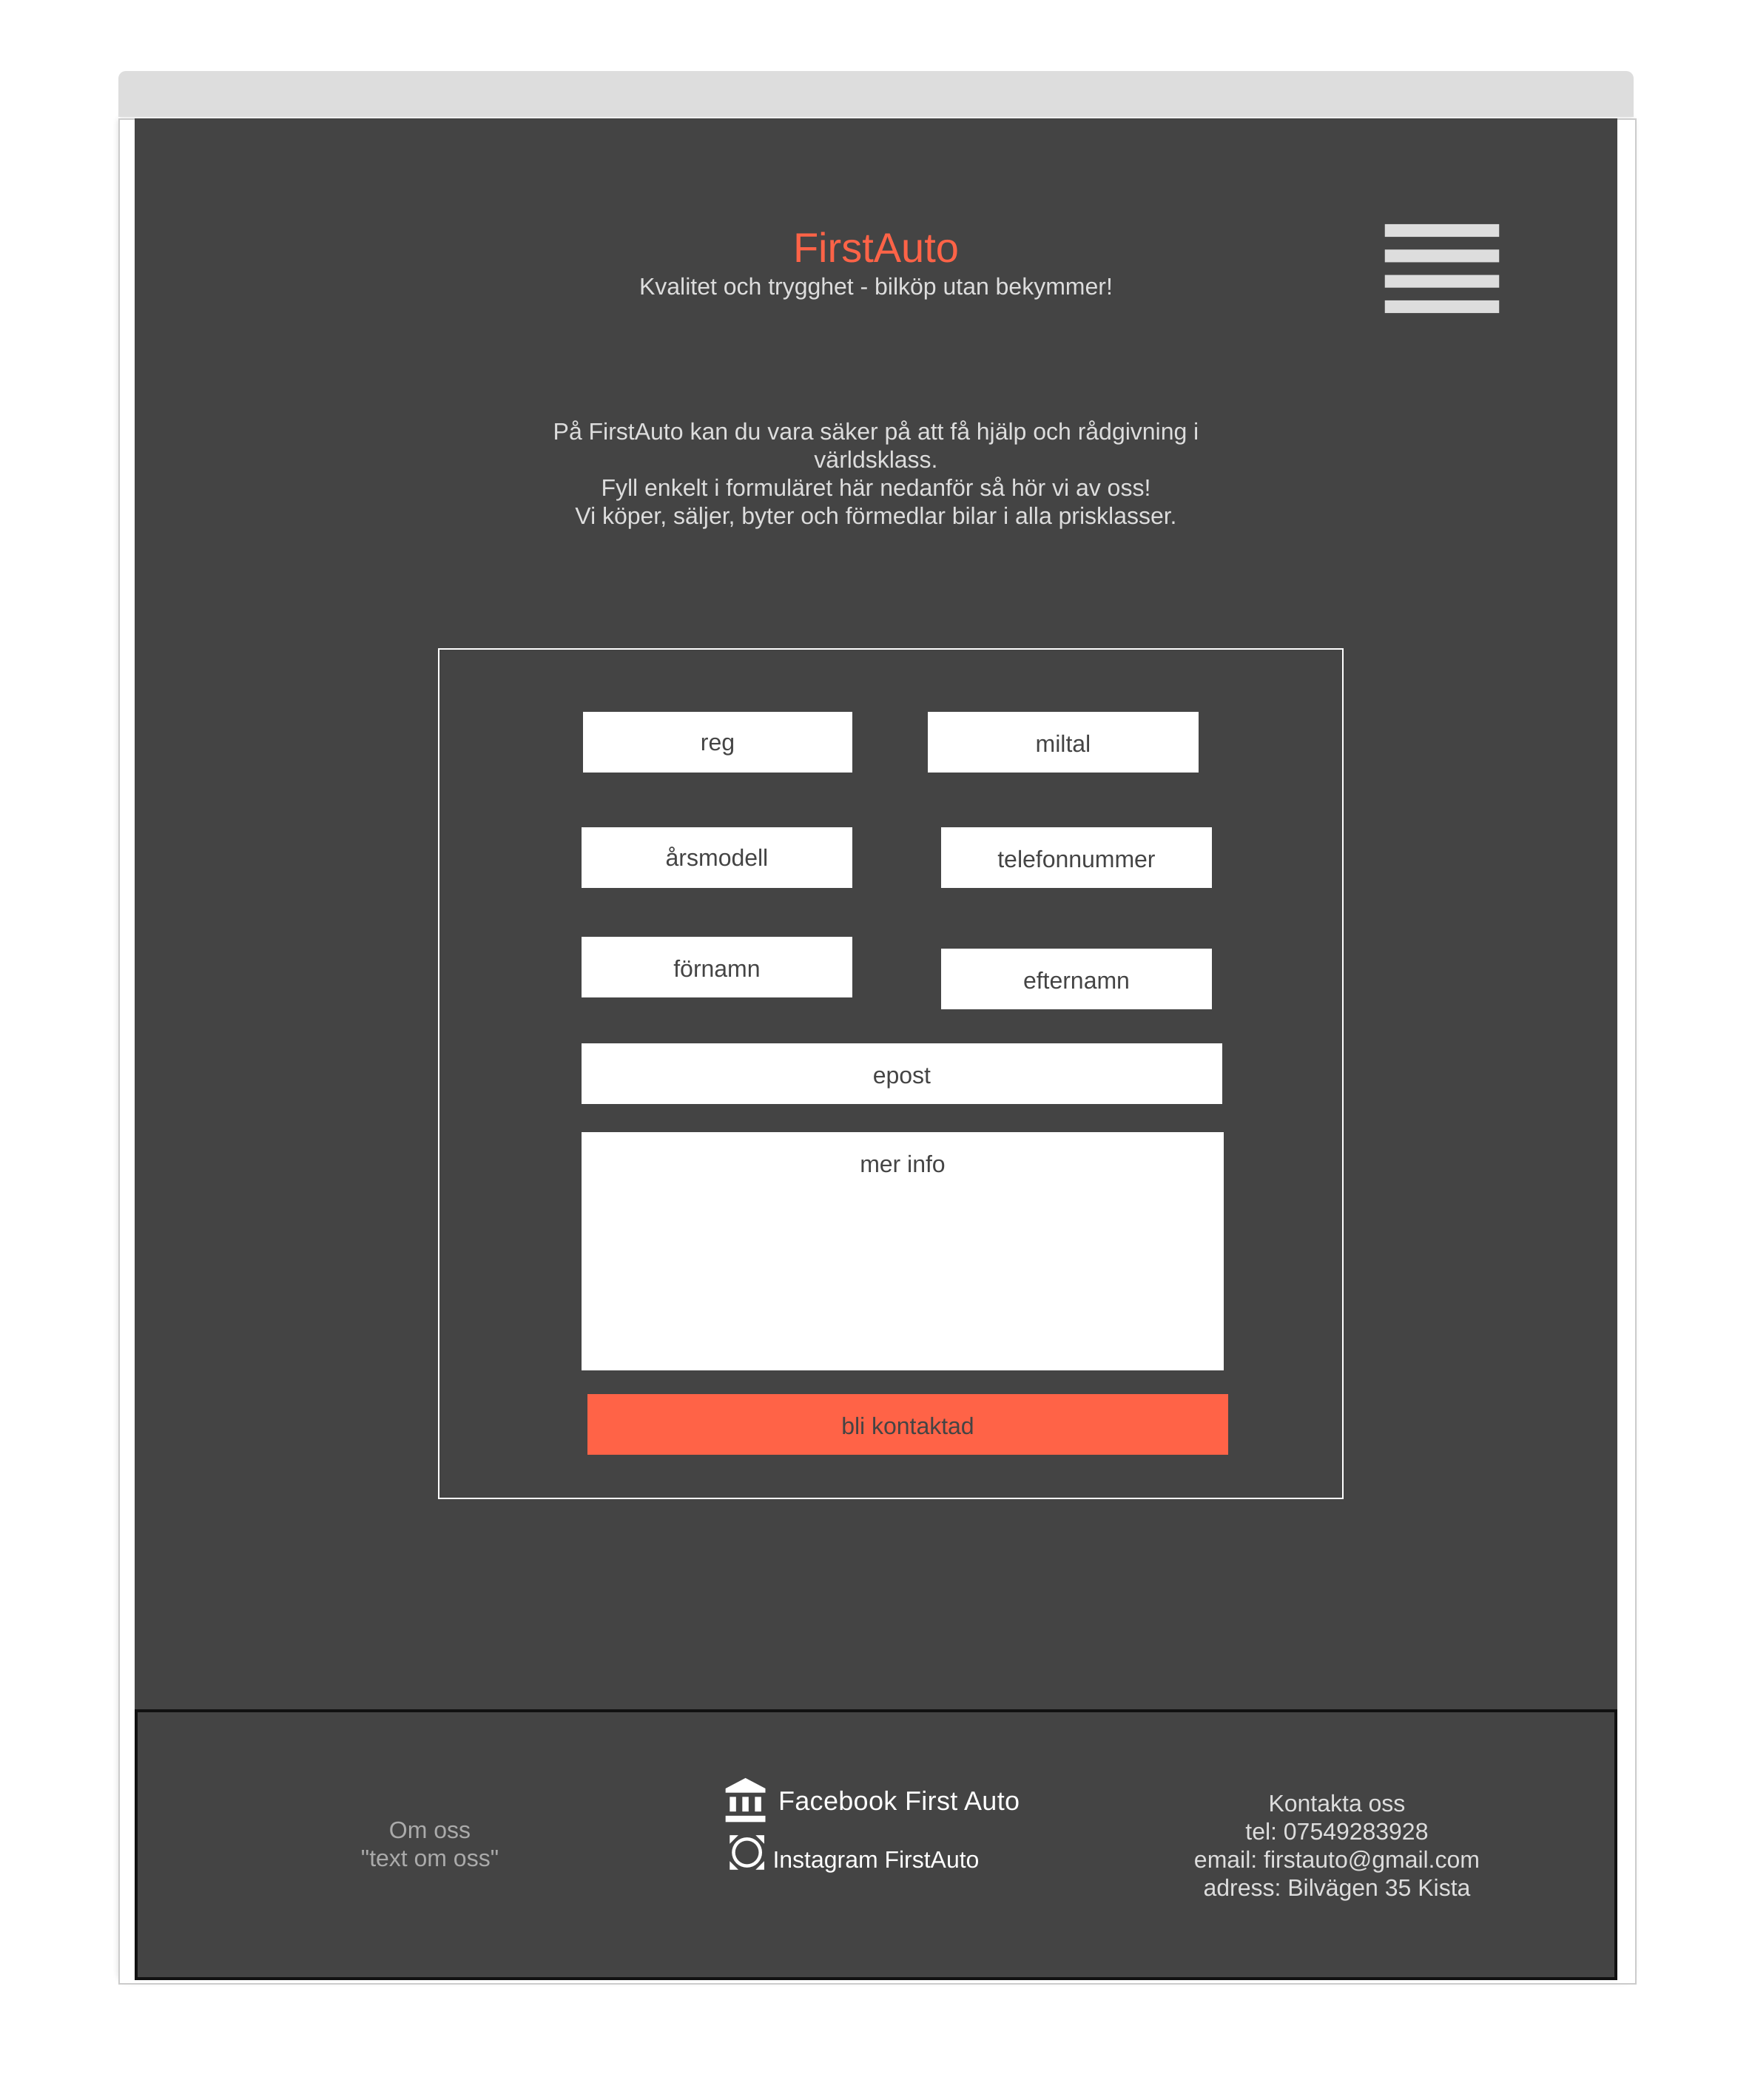 FirstAuto
Kvalitet och trygghet - bilköp utan bekymmer!
På FirstAuto kan du vara säker på att få hjälp och rådgivning i
världsklass.
Fyll enkelt i formuläret här nedanför så hör vi av oss!
Vi köper, säljer, byter och förmedlar bilar i alla prisklasser.
reg
miltal
årsmodell
telefonnummer
förnamn
efternamn
epost
mer info
bli kontaktad
Om oss
"text om oss"
Facebook First Auto
Instagram FirstAuto
Kontakta oss
tel: 07549283928
email: firstauto@gmail.com
adress: Bilvägen 35 Kista